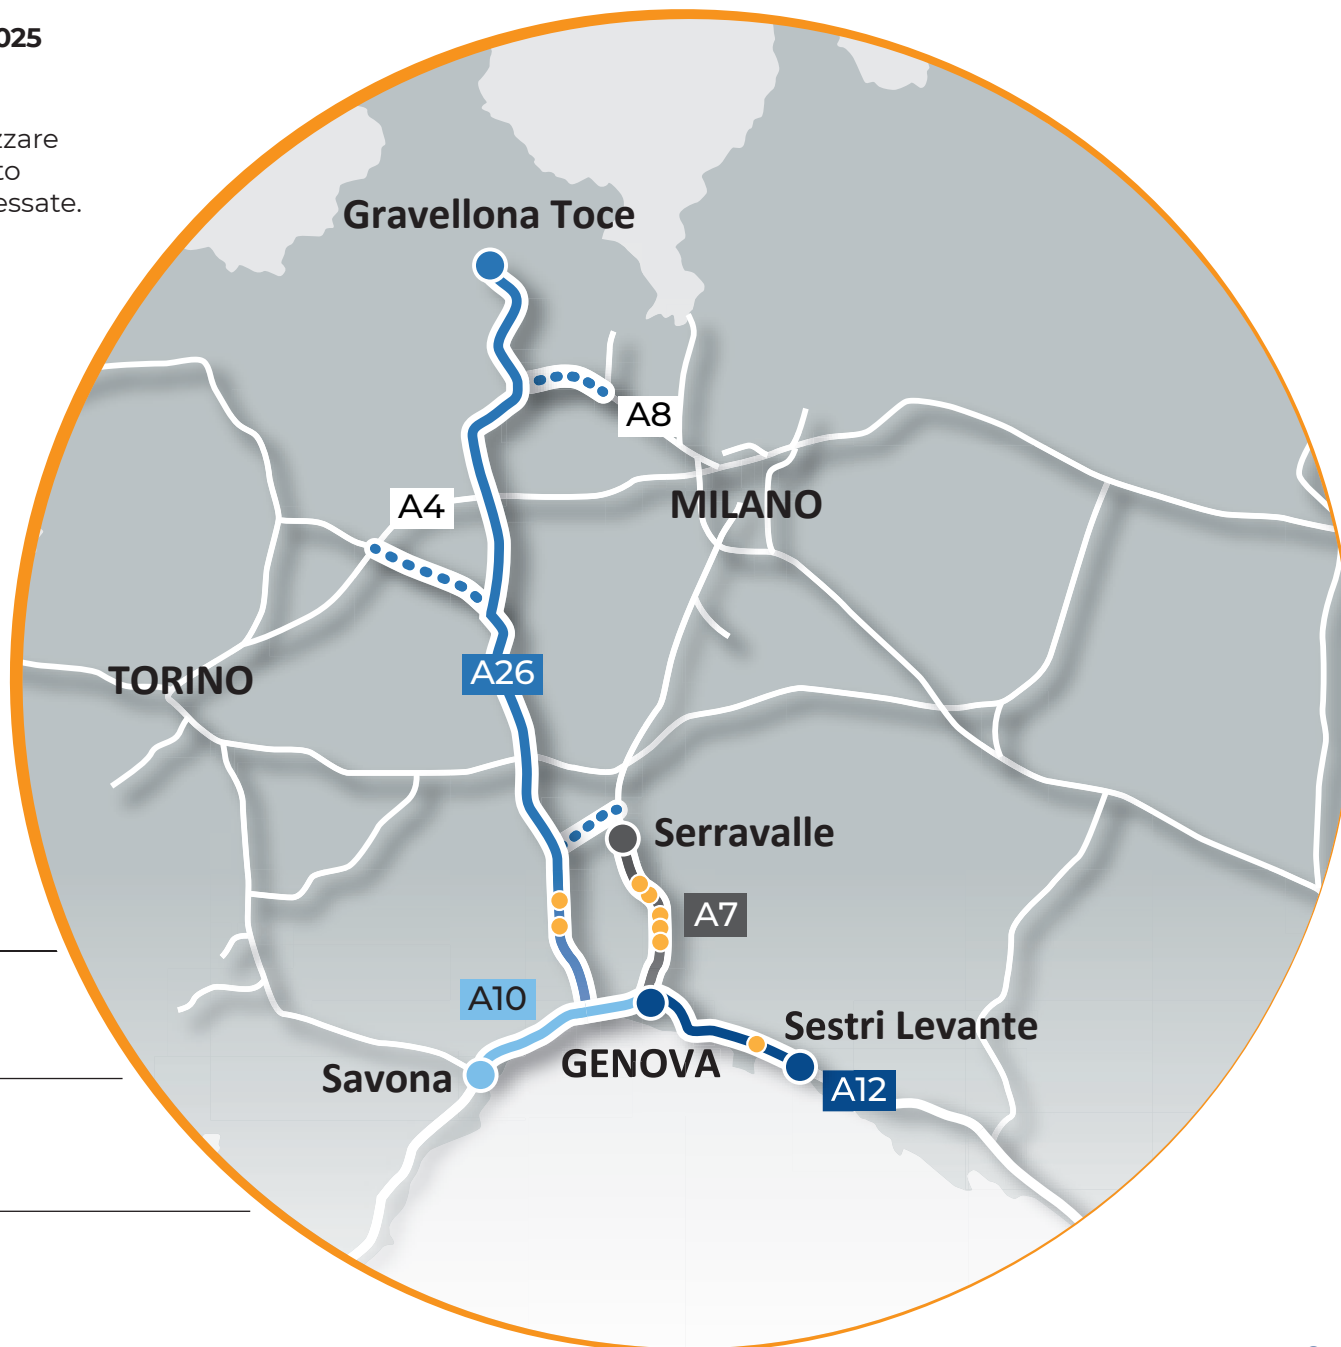 025
zzare
to
essate.
Gravellona Toce
A8
A4
MILANO
TORINO
A26
Serravalle
A7
A10
Sestri Levante
GENOVA
Savona
A12